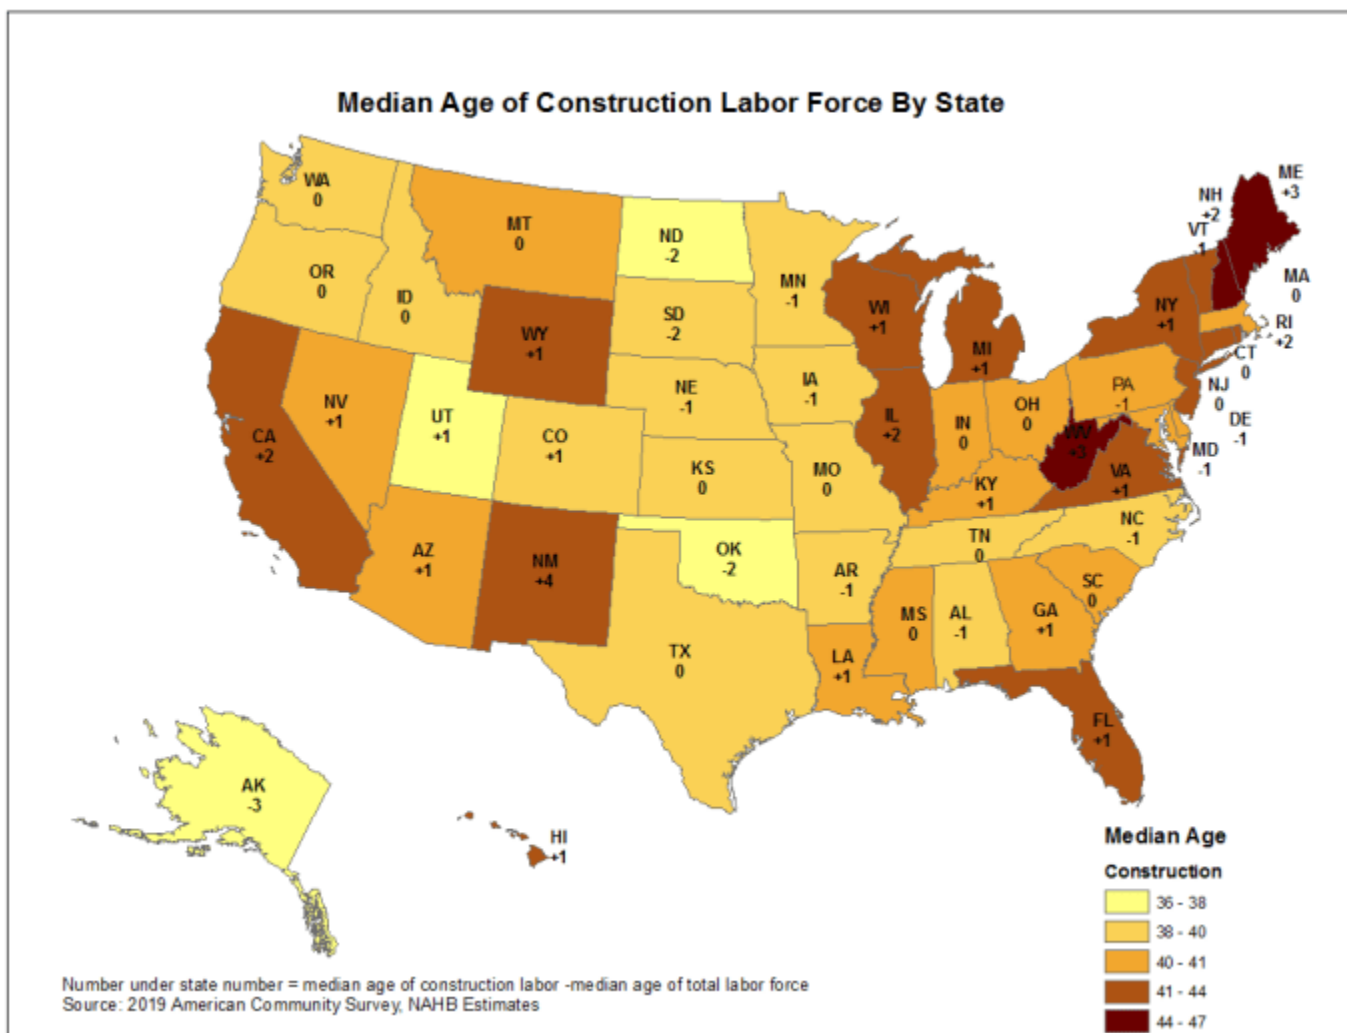 Median Age of Construction Labor Force By State
WA
0
OR
0
ID
0
MT
0
ND
-2
MN
-1
SD
-2
WY
+1
WI
+1
MI
+1
NY
+1
NH
+2
VT
-1
ME
+3
MA
0
RI
+2
CT
0
NJ
0
DE
-1
MD
-1
PA
-1
NE
-1
IA
-1
IL
+2
IN
0
OH
0
WV
+3
VA
+1
KY
+1
NV
+1
UT
+1
CO
+1
KS
0
MO
0
CA
+2
AZ
+1
NM
+4
OK
-2
AR
-1
TN
0
NC
-1
SC
0
MS
0
AL
-1
GA
+1
LA
+1
TX
0
FL
+1
AK
-3
HI
+1
Median Age
Construction
36 - 38
38 - 40
40 - 41
41 - 44
44 - 47
Number under state number = median age of construction labor -median age of total labor force
Source: 2019 American Community Survey, NAHB Estimates